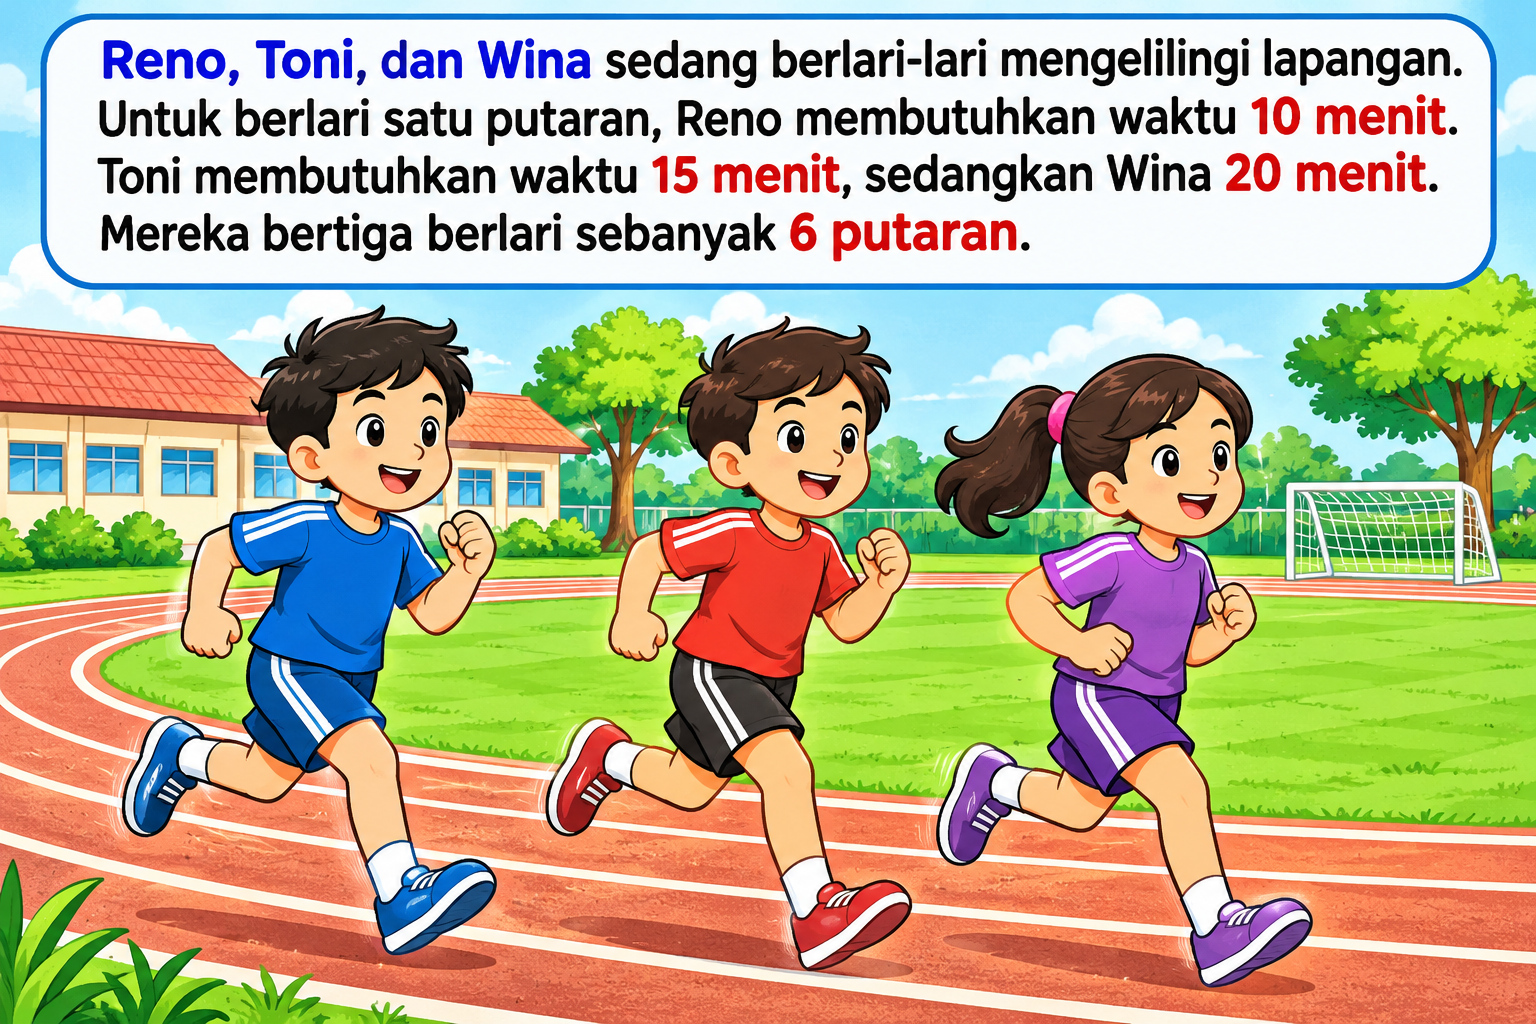 Reno, Toni, dan Wina sedang berlari-lari mengelilingi lapangan.
Untuk berlari satu putaran, Reno membutuhkan waktu 10 menit.
Toni membutuhkan waktu 15 menit, sedangkan Wina 20 menit.
Mereka bertiga berlari sebanyak 6 putaran.